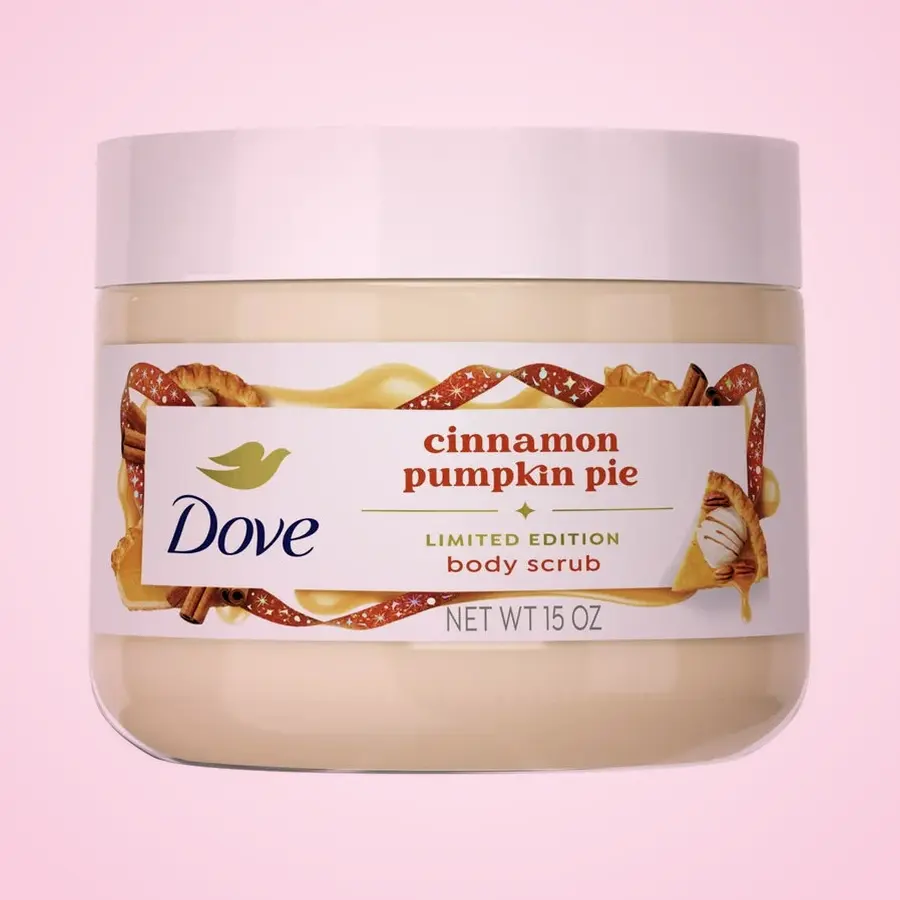 Dove
cinnamon
pumpkin pie
LIMITED EDITION
body scrub
NET WT 15 OZ